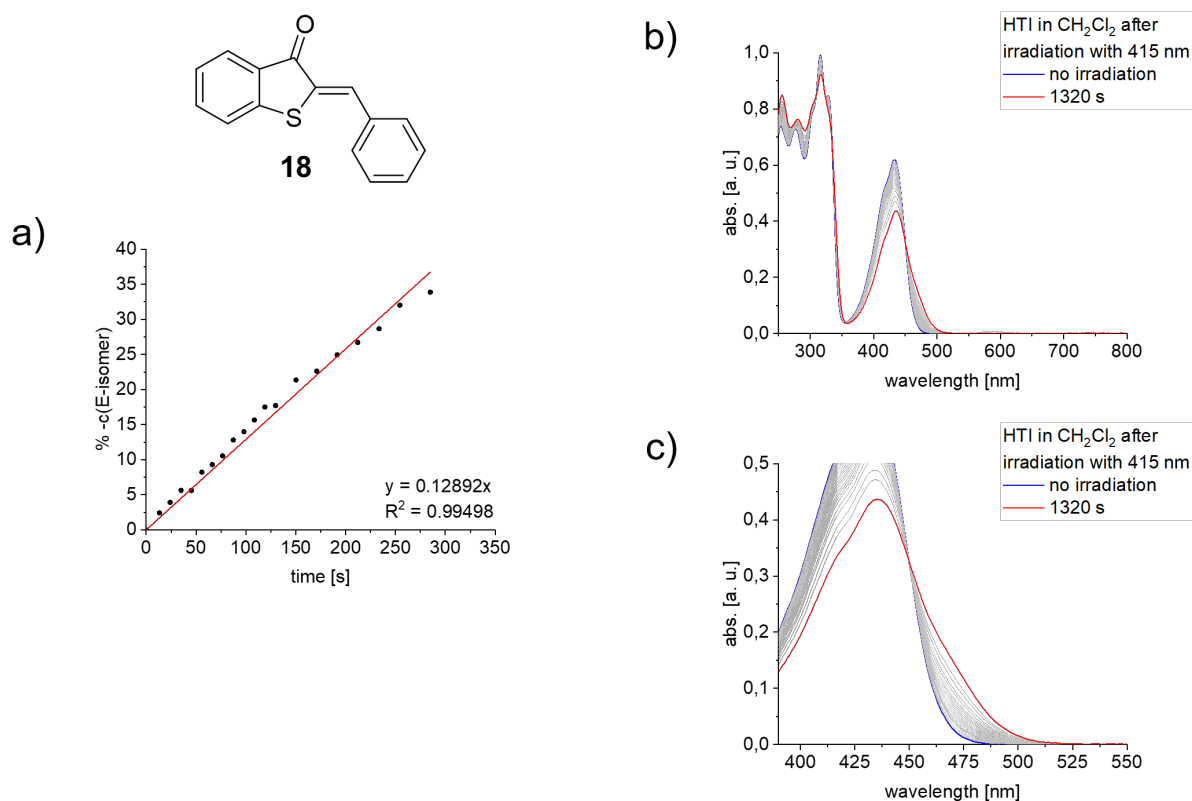 O
S
18
a)
40
35
30
25
20
15
10
5
0
% -c(E-isomer)
y = 0.12892x
R² = 0.99498
0 50 100 150 200 250 300 350
time [s]
b)
1,0
0,8
0,6
0,4
0,2
0,0
abs. [a. u.]
300 400 500 600 700 800
wavelength [nm]
HTI in CH₂Cl₂ after
irradiation with 415 nm
no irradiation
1320 s
c)
0,5
0,4
0,3
0,2
0,1
0,0
abs. [a. u.]
400 425 450 475 500 525 550
wavelength [nm]
HTI in CH₂Cl₂ after
irradiation with 415 nm
no irradiation
1320 s